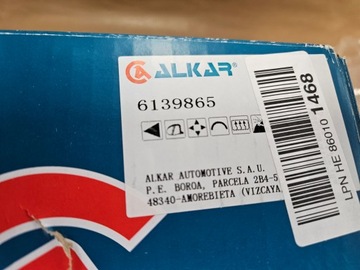 ALKAR®
6139865
ALKAR AUTOMOTIVE S.A.U.
P.E. BOROA, PARCELA 2B4-5
48340-AMOREBIETA (VIZCAYA
LPN HE 86010 1468